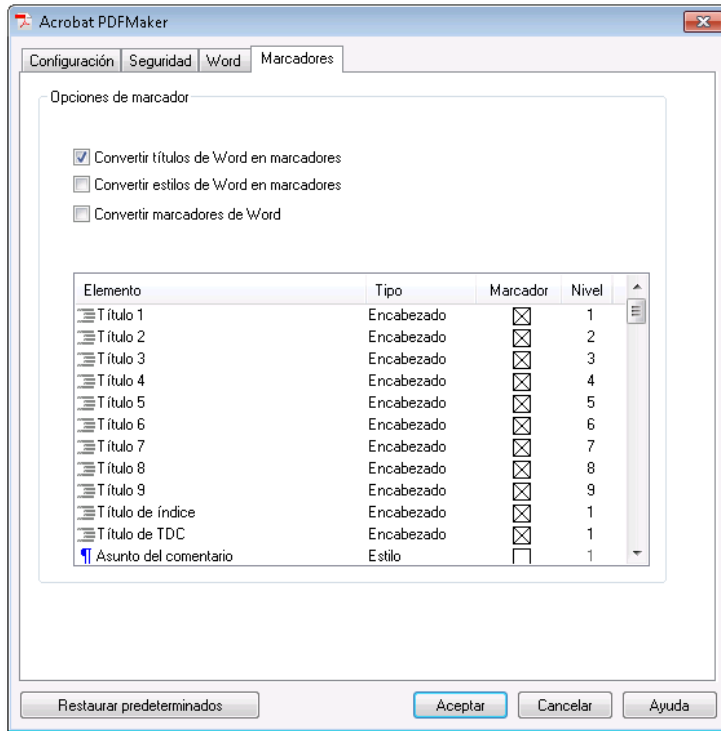 Acrobat PDFMaker
Configuración Seguridad Word Marcadores
Opciones de marcador
Convertir títulos de Word en marcadores
Convertir estilos de Word en marcadores
Convertir marcadores de Word
Elemento Tipo Marcador Nivel
Título 1 Encabezado 1
Título 2 Encabezado 2
Título 3 Encabezado 3
Título 4 Encabezado 4
Título 5 Encabezado 5
Título 6 Encabezado 6
Título 7 Encabezado 7
Título 8 Encabezado 8
Título 9 Encabezado 9
Título de índice Encabezado 1
Título de TDC Encabezado 1
¶ Asunto del comentario Estilo 1
Restaurar predeterminados Aceptar Cancelar Ayuda